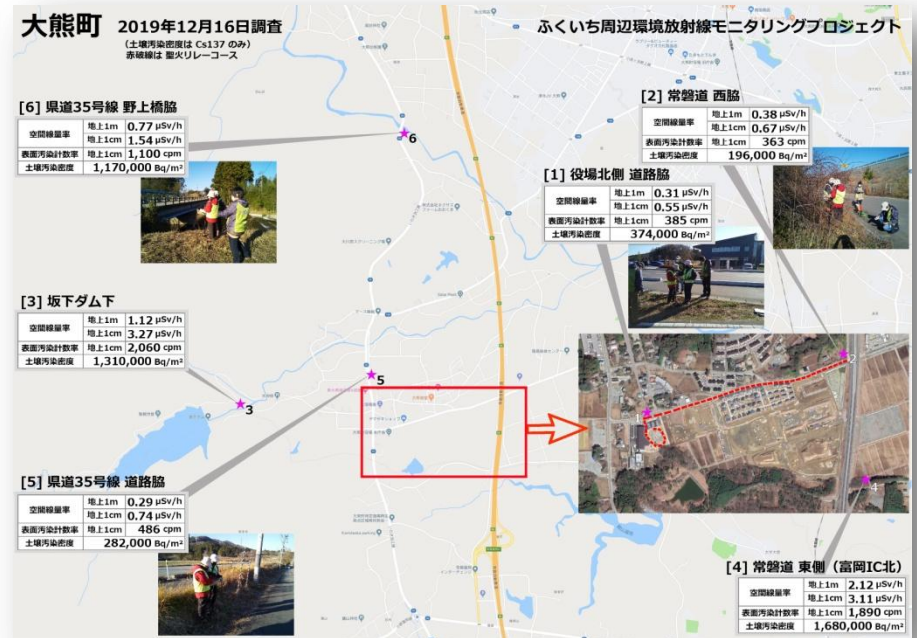 大熊町 2019年12月16日調査
(土壌汚染密度は Cs137 のみ)
赤破線は 聖火リレーコース
ふくいち周辺環境放射線モニタリングプロジェクト
[6] 県道35号線 野上橋脇
空間線量率 地上1m 0.77 μSv/h
地上1cm 1.54 μSv/h
表面汚染計数率 地上1cm 1,100 cpm
土壌汚染密度 1,170,000 Bq/m²
[2] 常磐道 西脇
空間線量率 地上1m 0.38 μSv/h
地上1cm 0.67 μSv/h
表面汚染計数率 地上1cm 363 cpm
土壌汚染密度 196,000 Bq/m²
[1] 役場北側 道路脇
空間線量率 地上1m 0.31 μSv/h
地上1cm 0.55 μSv/h
表面汚染計数率 地上1cm 385 cpm
土壌汚染密度 374,000 Bq/m²
[3] 坂下ダム下
空間線量率 地上1m 1.12 μSv/h
地上1cm 3.27 μSv/h
表面汚染計数率 地上1cm 2,060 cpm
土壌汚染密度 1,310,000 Bq/m²
[5] 県道35号線 道路脇
空間線量率 地上1m 0.29 μSv/h
地上1cm 0.74 μSv/h
表面汚染計数率 地上1cm 486 cpm
土壌汚染密度 282,000 Bq/m²
[4] 常磐道 東側（富岡IC北）
空間線量率 地上1m 2.12 μSv/h
地上1cm 3.11 μSv/h
表面汚染計数率 地上1cm 1,890 cpm
土壌汚染密度 1,680,000 Bq/m²
6
5
3
2
4